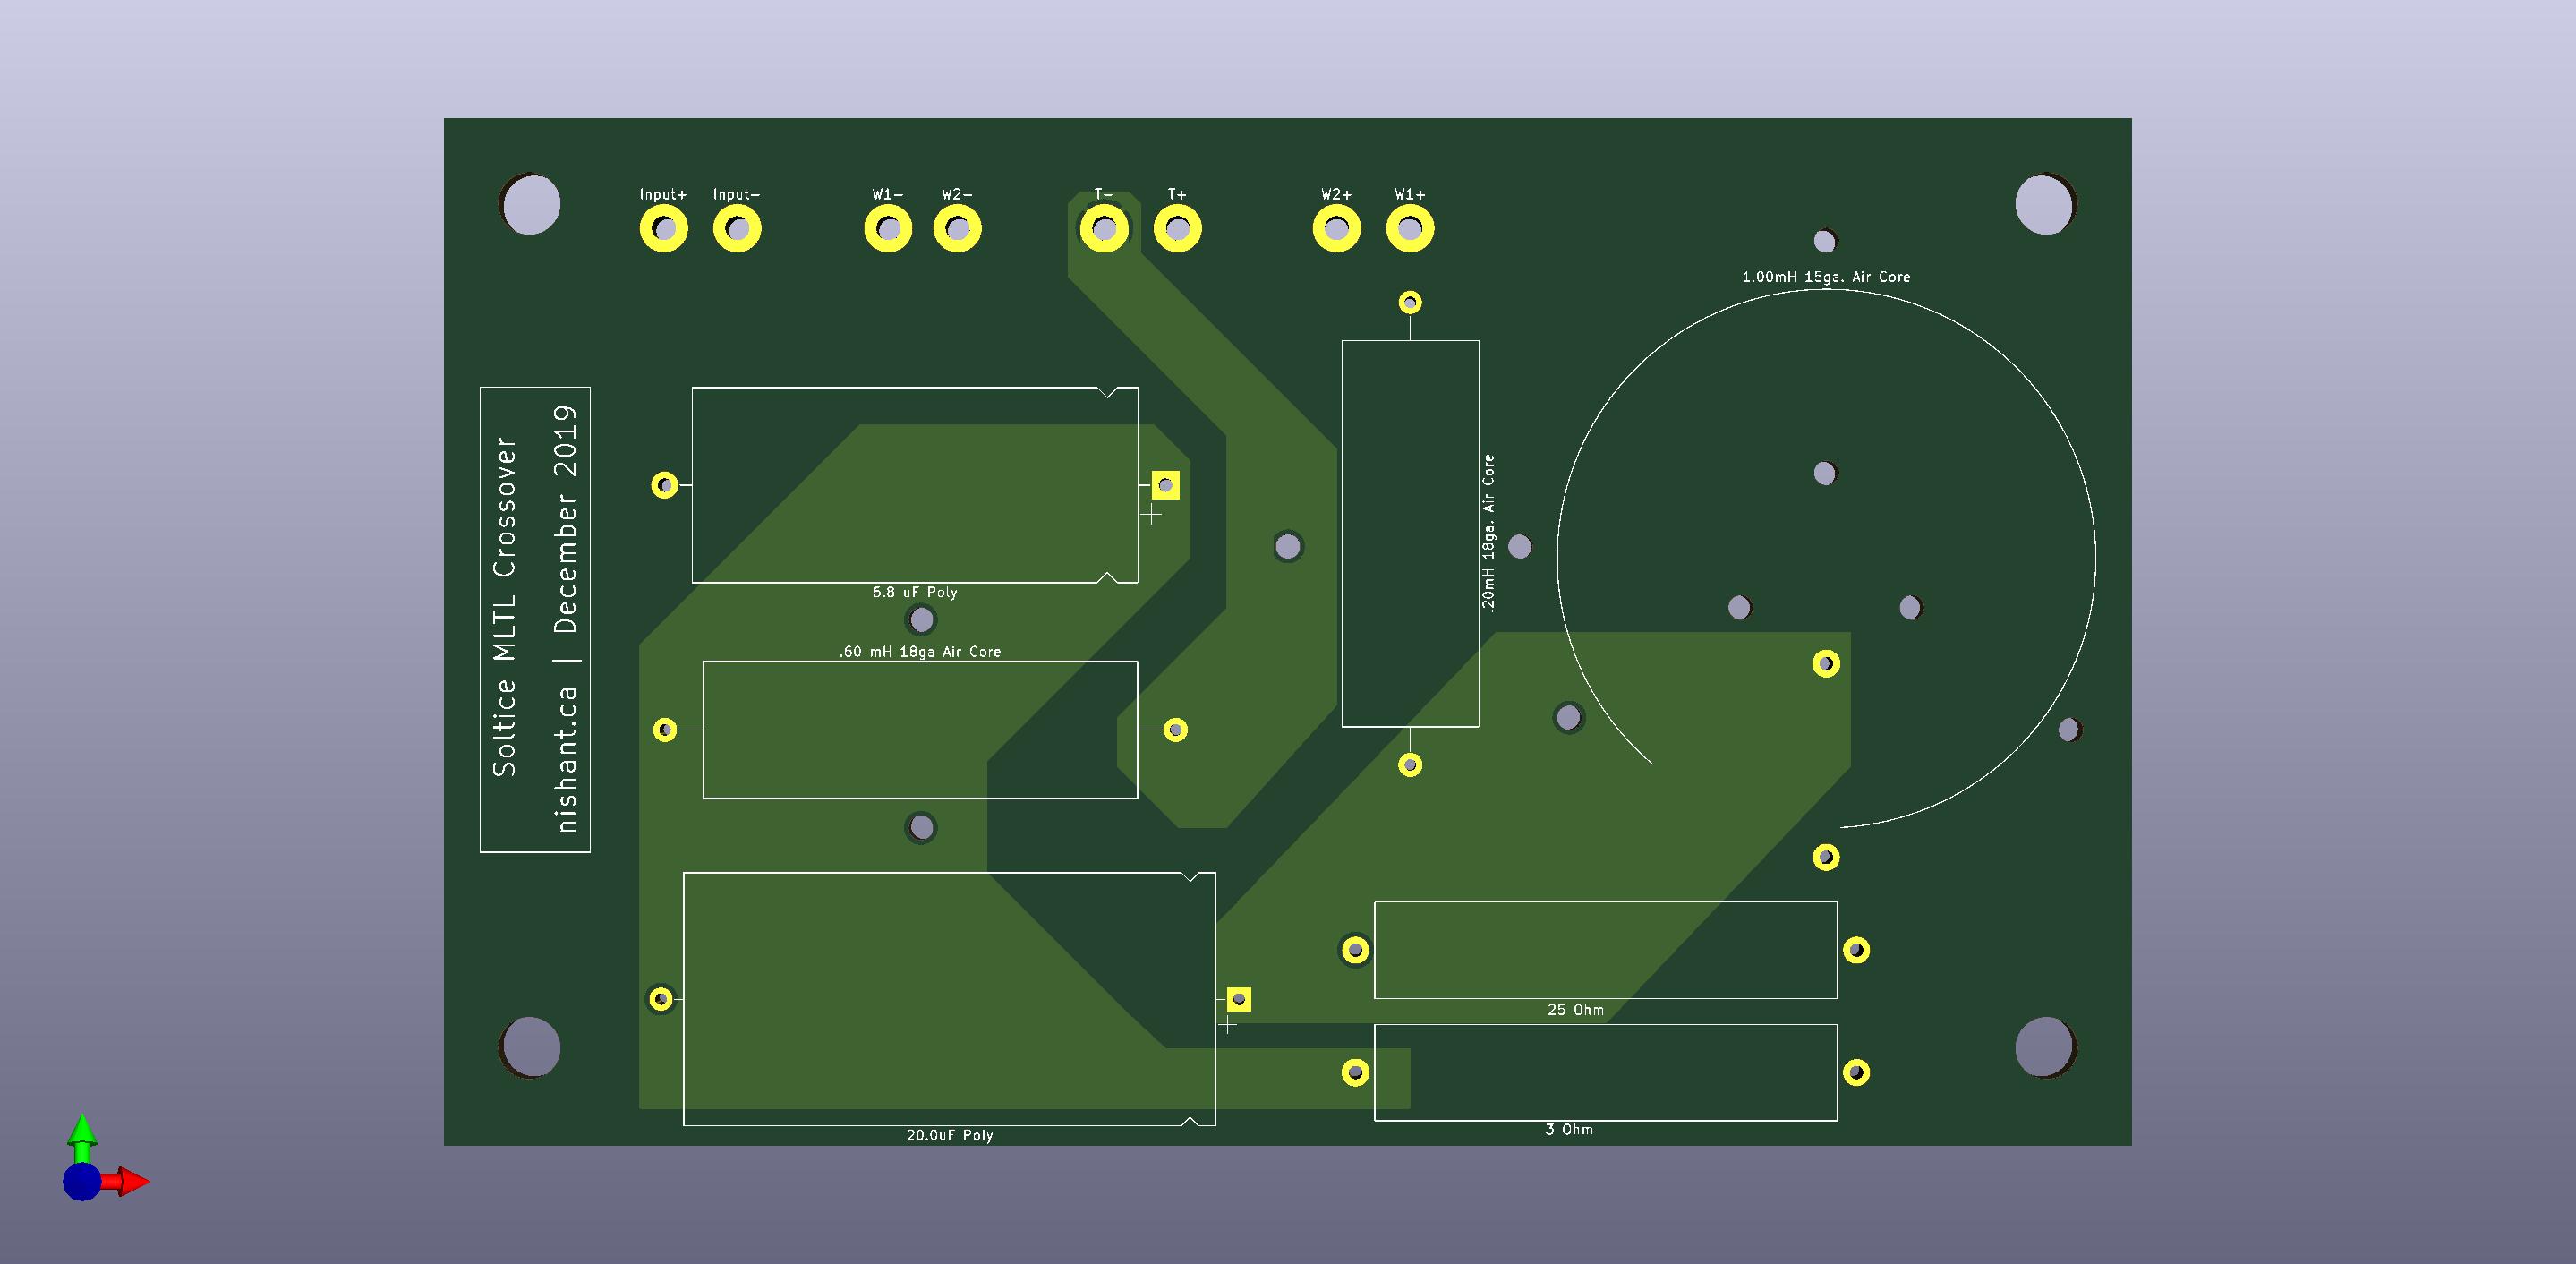 Input+
Input-
W1-
W2-
T-
T+
W2+
W1+
1.00mH 15ga. Air Core
Soltice MLTL Crossover
nishant.ca | December 2019
6.8 uF Poly
.20mH 18ga. Air Core
.60 mH 18ga Air Core
25 Ohm
3 Ohm
20.0uF Poly